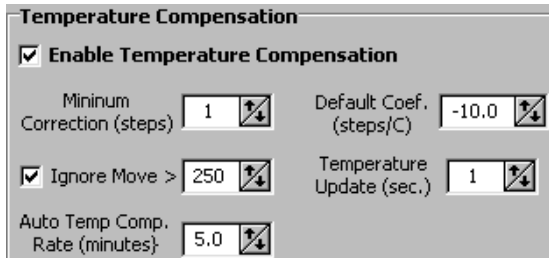 Temperature Compensation
Enable Temperature Compensation
Mininum
Correction (steps)
1
Default Coef.
(steps/C)
-10.0
Ignore Move >
250
Temperature
Update (sec.)
1
Auto Temp Comp.
Rate (minutes}
5.0